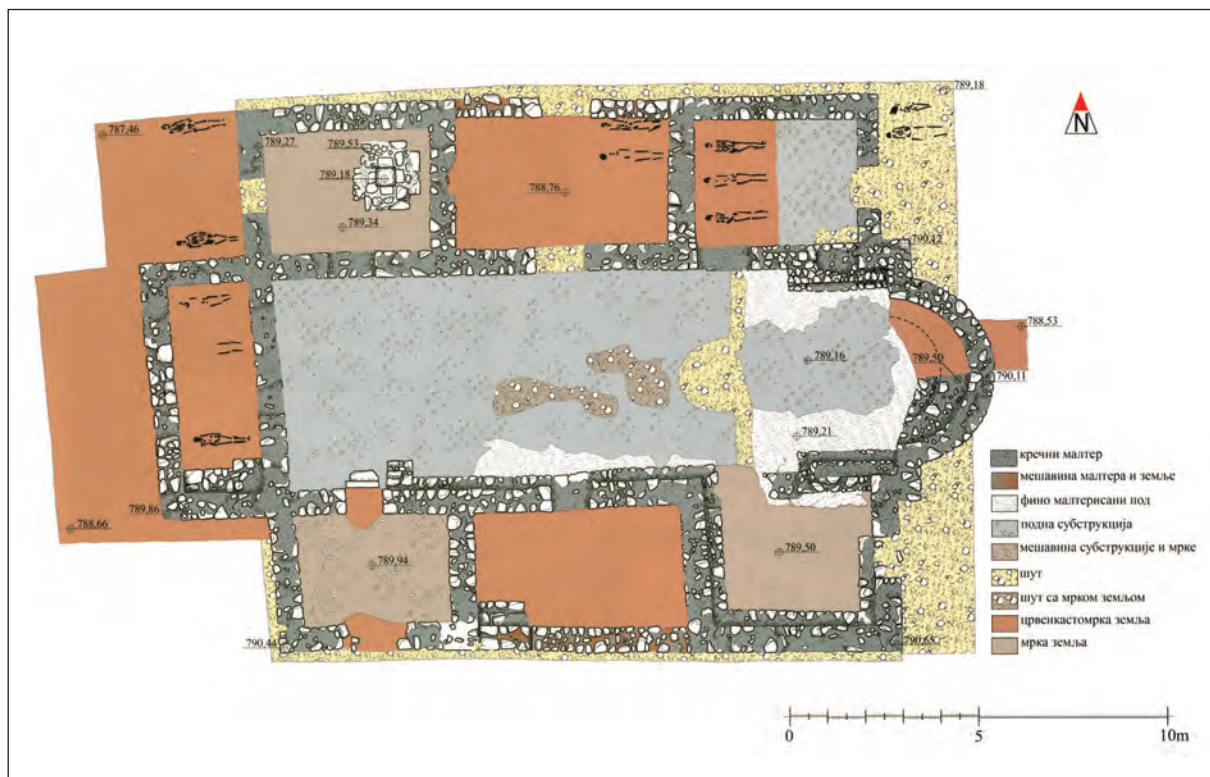 789,18
N
787,46
789,27
789,53
789,18
789,34
788,76
790,12
788,53
789,16
789,50
790,11
789,21
кречни малтер
мешавина малтера и земље
фино малтерисани под
подна субструкција
мешавина субструкције и мрке
шут
шут са мрком земљом
црвенкастомрка земља
мрка земља
789,86
788,66
789,94
789,50
790,44
790,65
0
5
10m